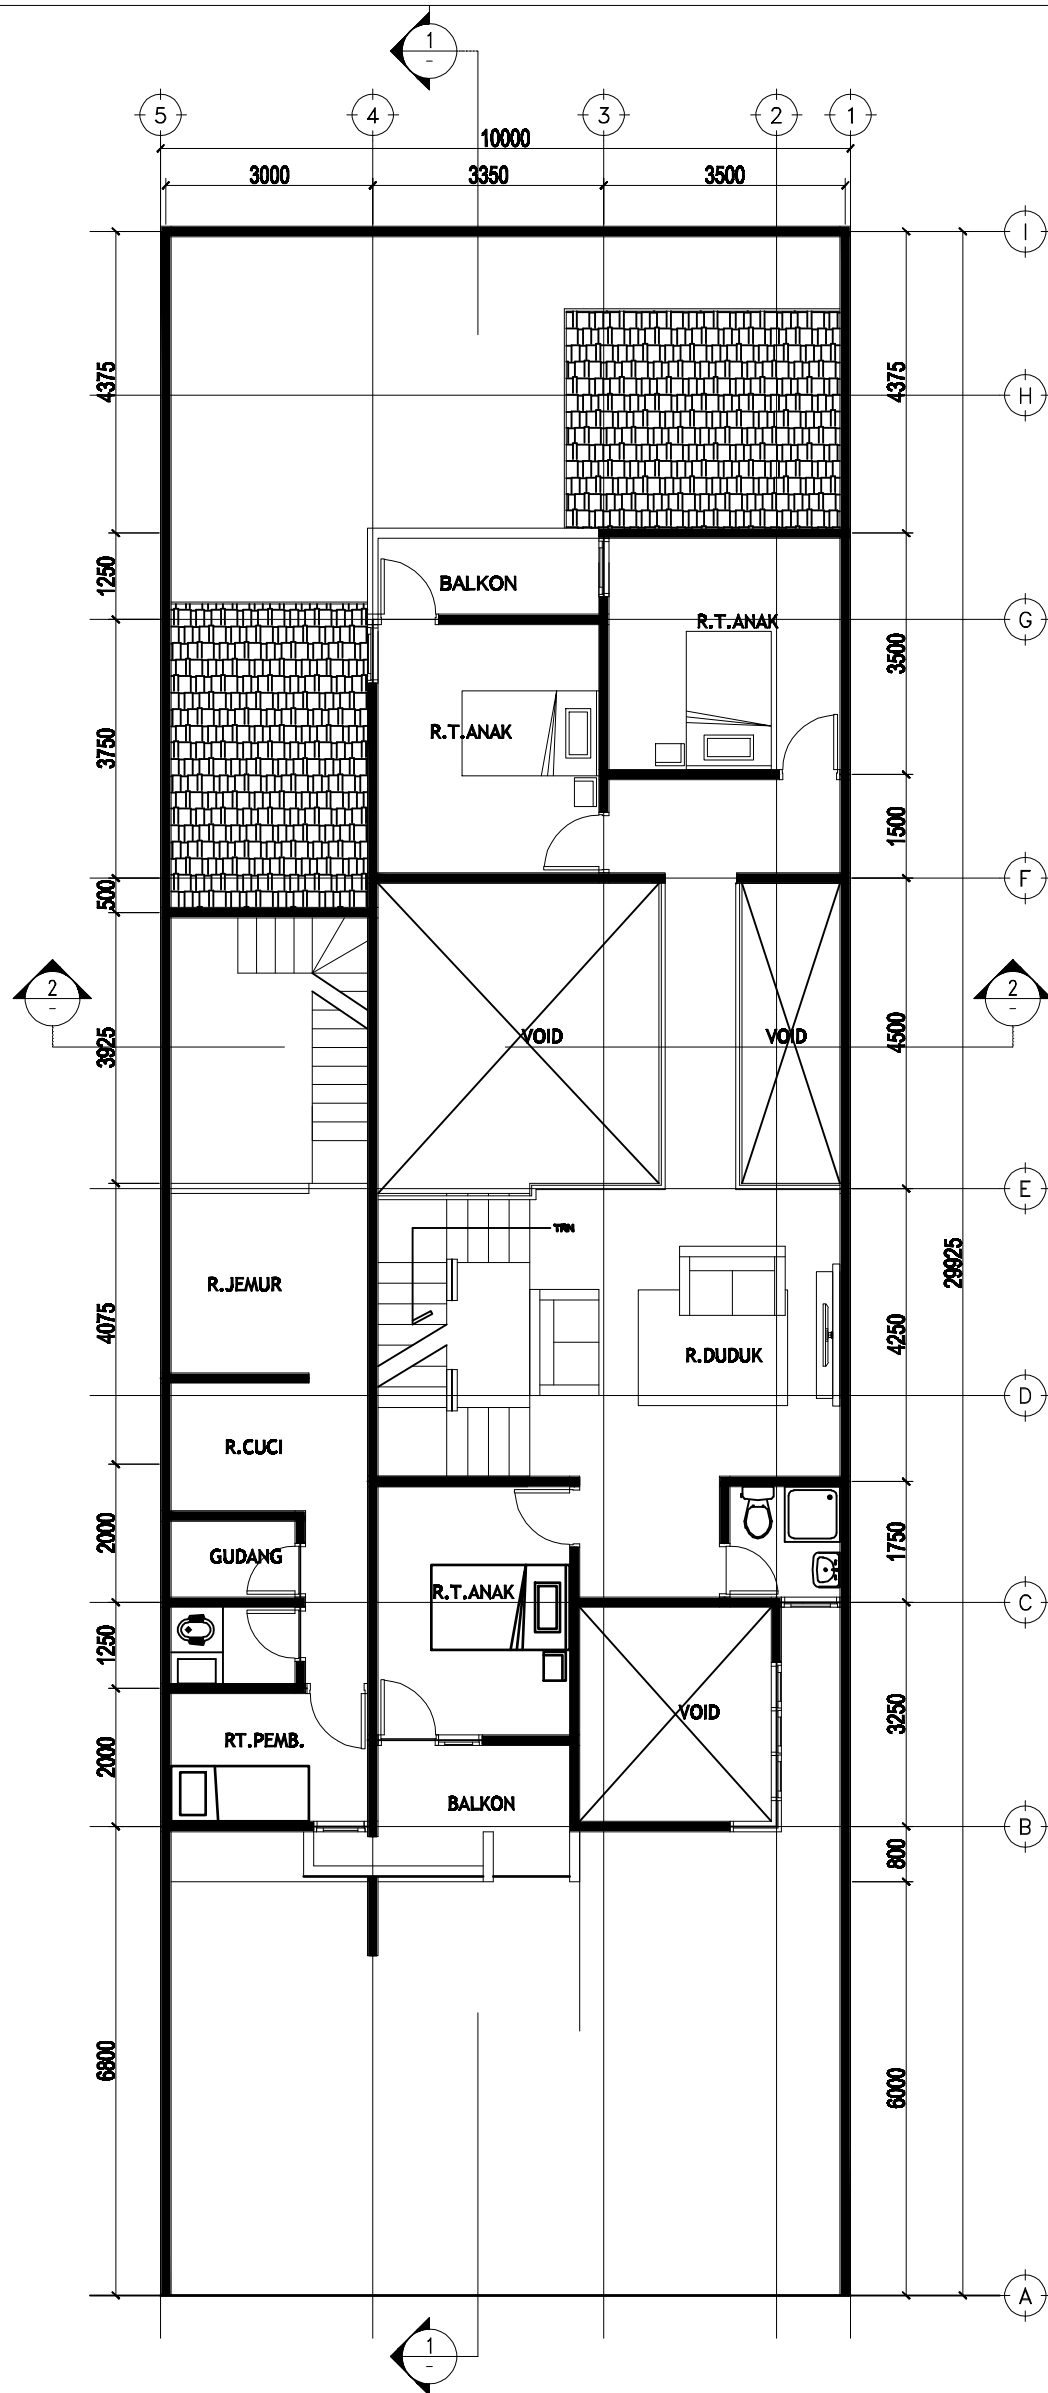 1
-
5
4
3
2
1
10000
3000
3350
3500
I
4375
4375
H
1250
BALKON
R.T.ANAK
G
3500
R.T.ANAK
3750
1500
F
500
2
-
2
-
3925
VOID
VOID
4500
E
TRN
29925
R.JEMUR
4075
4250
R.DUDUK
D
R.CUCI
2000
GUDANG
1750
R.T.ANAK
C
1250
VOID
3250
RT.PEMB.
2000
BALKON
B
800
6800
6000
A
1
-